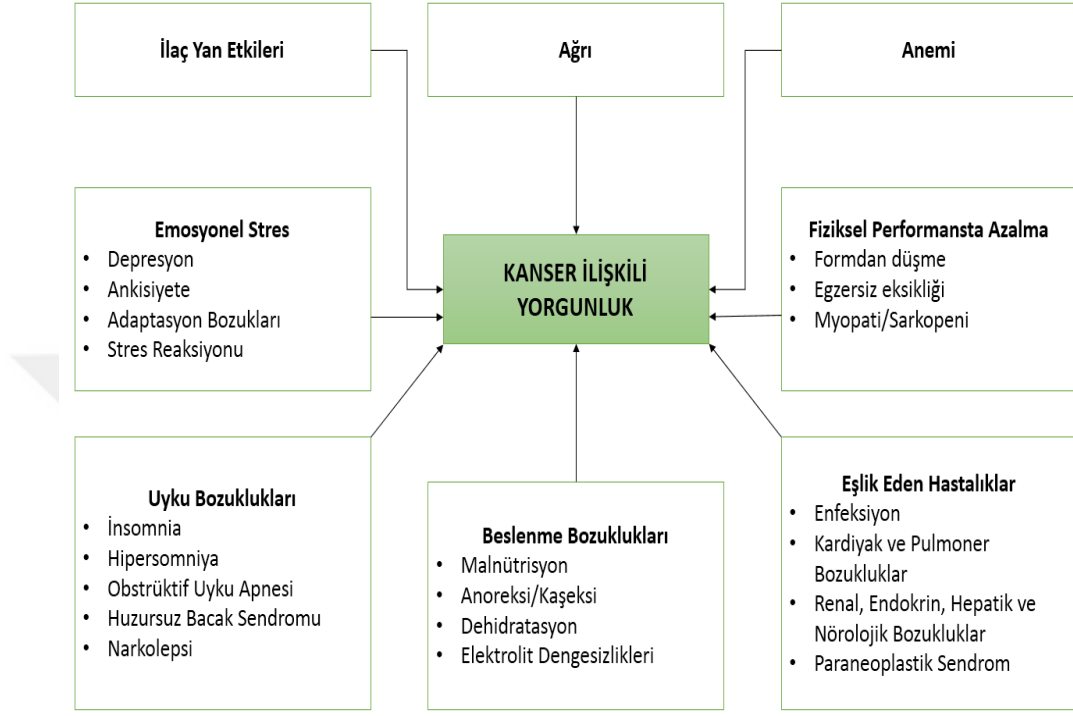 İlaç Yan Etkileri
Ağrı
Anemi
Emosyonel Stres
• Depresyon
• Ankisiyete
• Adaptasyon Bozukları
• Stres Reaksiyonu
KANSER İLİŞKİLİ
YORGUNLUK
Fiziksel Performansta Azalma
• Formdan düşme
• Egzersiz eksikliği
• Myopati/Sarkopeni
Uyku Bozuklukları
• İnsomnia
• Hipersomniya
• Obstrüktif Uyku Apnesi
• Huzursuz Bacak Sendromu
• Narkolepsi
Beslenme Bozuklukları
• Malnütrisyon
• Anoreksi/Kaşeksi
• Dehidratasyon
• Elektrolit Dengesizlikleri
Eşlik Eden Hastalıklar
• Enfeksiyon
• Kardiyak ve Pulmoner
Bozukluklar
• Renal, Endokrin, Hepatik ve
Nörolojik Bozukluklar
• Paraneoplastik Sendrom